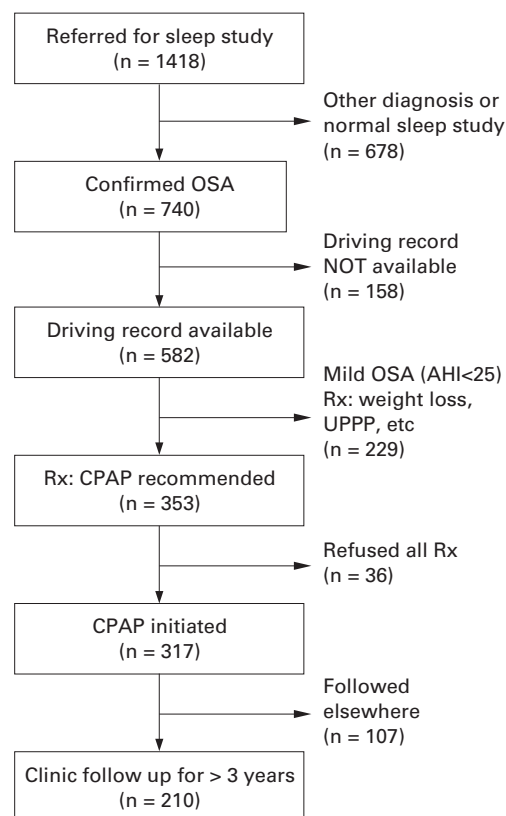 Referred for sleep study
(n = 1418)
Other diagnosis or
normal sleep study
(n = 678)
Confirmed OSA
(n = 740)
Driving record
NOT available
(n = 158)
Driving record available
(n = 582)
Mild OSA (AHI<25)
Rx: weight loss,
UPPP, etc
(n = 229)
Rx: CPAP recommended
(n = 353)
Refused all Rx
(n = 36)
CPAP initiated
(n = 317)
Followed
elsewhere
(n = 107)
Clinic follow up for > 3 years
(n = 210)